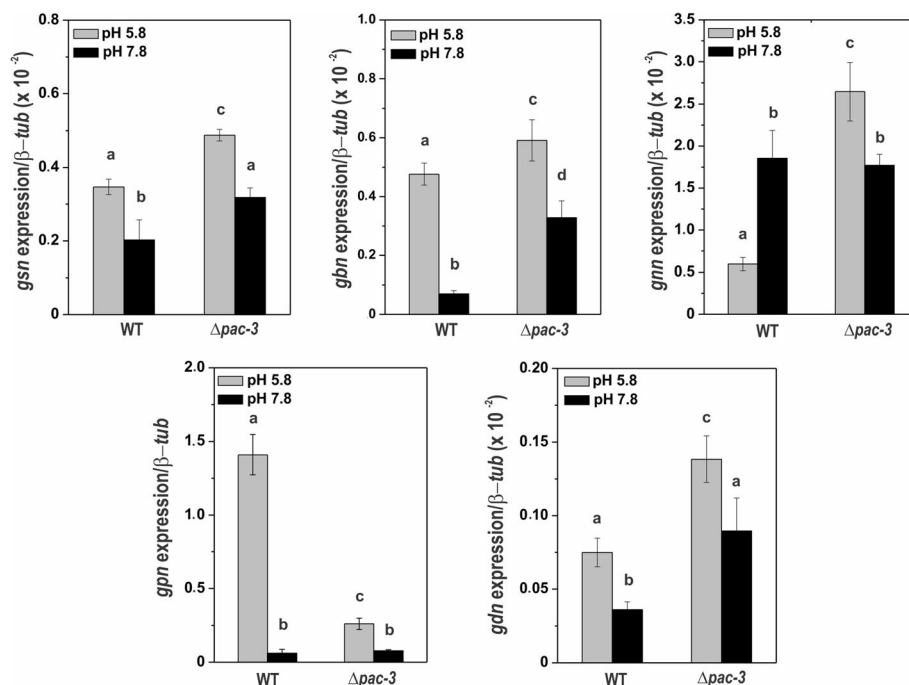 gsn expression/β–tub (x 10 -2)
0.8
0.6
0.4
0.2
0
pH 5.8
pH 7.8
a
b
c
a
WT
Δpac-3
gbn expression/β–tub (x 10 -2)
1.0
0.8
0.6
0.4
0.2
0
pH 5.8
pH 7.8
a
b
c
d
WT
Δpac-3
gnn expression/β–tub (x 10 -2)
3.5
3.0
2.5
2.0
1.5
1.0
0.5
0
pH 5.8
pH 7.8
a
b
c
b
WT
Δpac-3
gpn expression/β–tub
2.0
1.5
1.0
0.5
0
pH 5.8
pH 7.8
a
b
c
b
WT
Δpac-3
gdn expression/β–tub (x 10 -2)
0.20
0.15
0.10
0.05
0
pH 5.8
pH 7.8
a
b
c
a
WT
Δpac-3